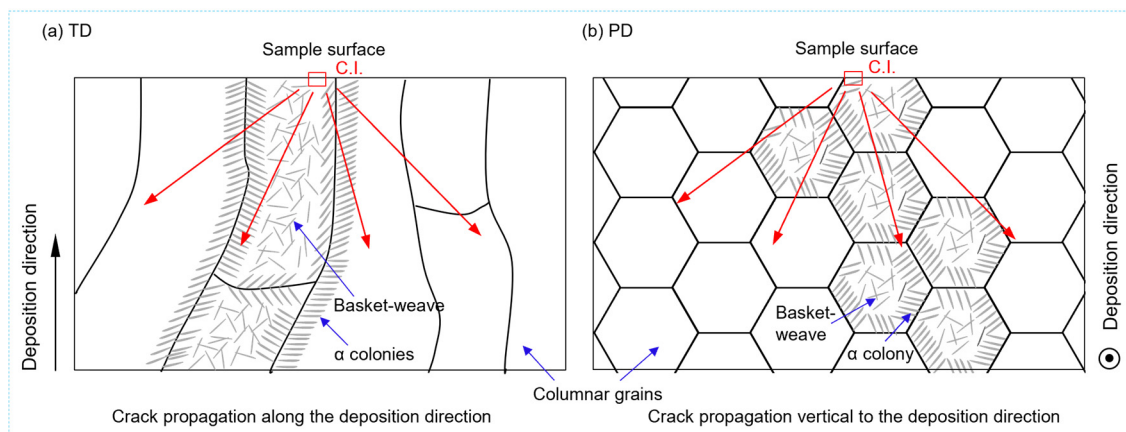 (a) TD
Sample surface
C.I.
Deposition direction
Basket-weave
α colonies
Crack propagation along the deposition direction
(b) PD
Sample surface
C.I.
Deposition direction
Basket-
weave
α colony
Columnar grains
Crack propagation vertical to the deposition direction